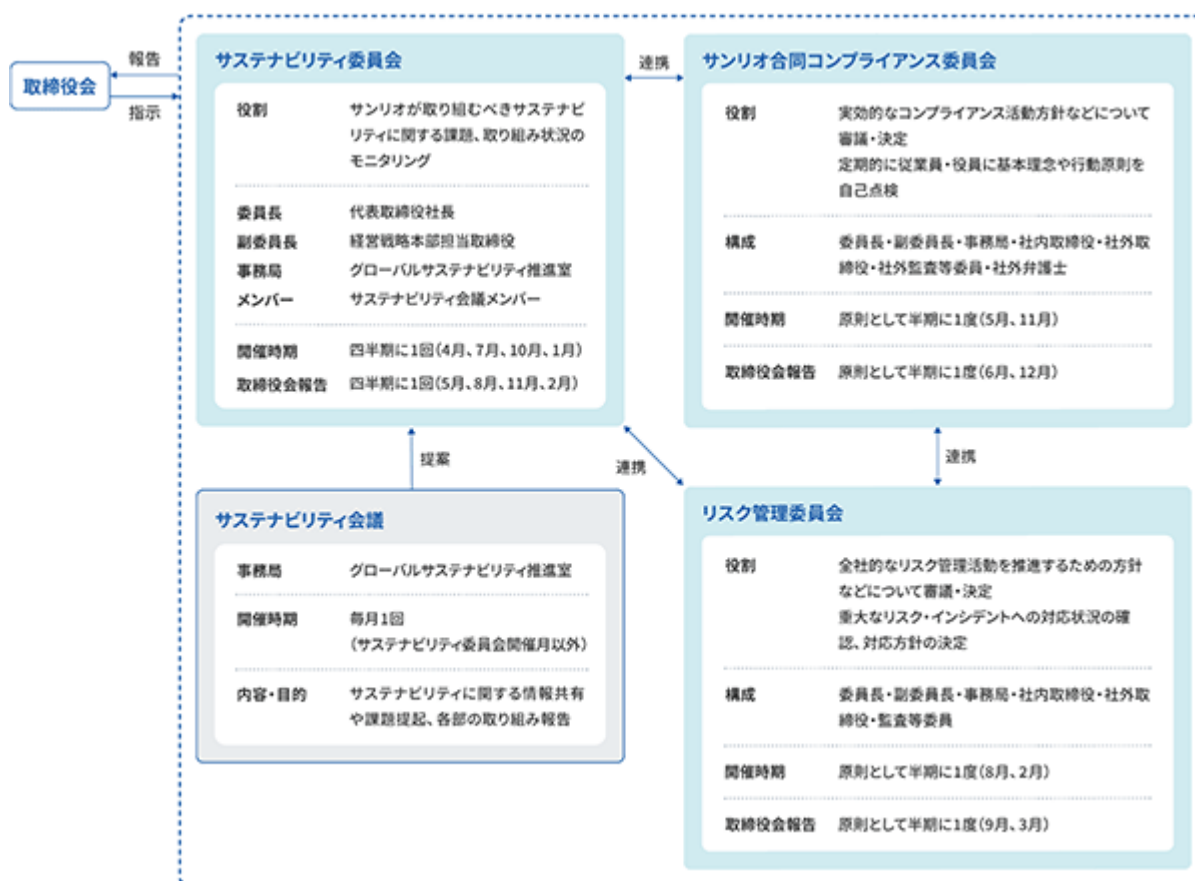 取締役会
報告
指示
サステナビリティ委員会
役割 サンリオが取り組むべきサステナビ
リティに関する課題、取り組み状況の
モニタリング
委員長 代表取締役社長
副委員長 経営戦略本部担当取締役
事務局 グローバルサステナビリティ推進室
メンバー サステナビリティ会議メンバー
開催時期 四半期に1回(4月、7月、10月、1月)
取締役会報告 四半期に1回(5月、8月、11月、2月)
連携
サンリオ合同コンプライアンス委員会
役割 実効的なコンプライアンス活動方針などについて
審議・決定
定期的に従業員・役員に基本理念や行動原則を
自己点検
構成 委員長・副委員長・事務局・社内取締役・社外取
締役・社外監査等委員・社外弁護士
開催時期 原則として半期に1度(5月、11月)
取締役会報告 原則として半期に1度(6月、12月)
提案
連携
連携
サステナビリティ会議
事務局 グローバルサステナビリティ推進室
開催時期 毎月1回
(サステナビリティ委員会開催月以外)
内容・目的 サステナビリティに関する情報共有
や課題提起、各部の取り組み報告
リスク管理委員会
役割 全社的なリスク管理活動を推進するための方針
などについて審議・決定
重大なリスク・インシデントへの対応状況の確
認、対応方針の決定
構成 委員長・副委員長・事務局・社内取締役・社外取
締役・監査等委員
開催時期 原則として半期に1度(8月、2月)
取締役会報告 原則として半期に1度(9月、3月)